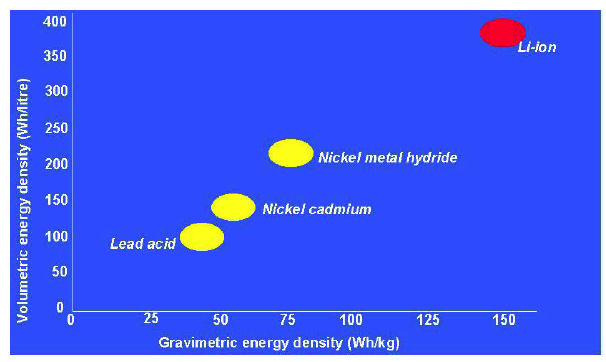 400
Li-ion
350
300
250
Nickel metal hydride
200
150
Nickel cadmium
100
Lead acid
50
0
0 25 50 75 100 125 150
Gravimetric energy density (Wh/kg)
Volumetric energy density (Wh/litre)